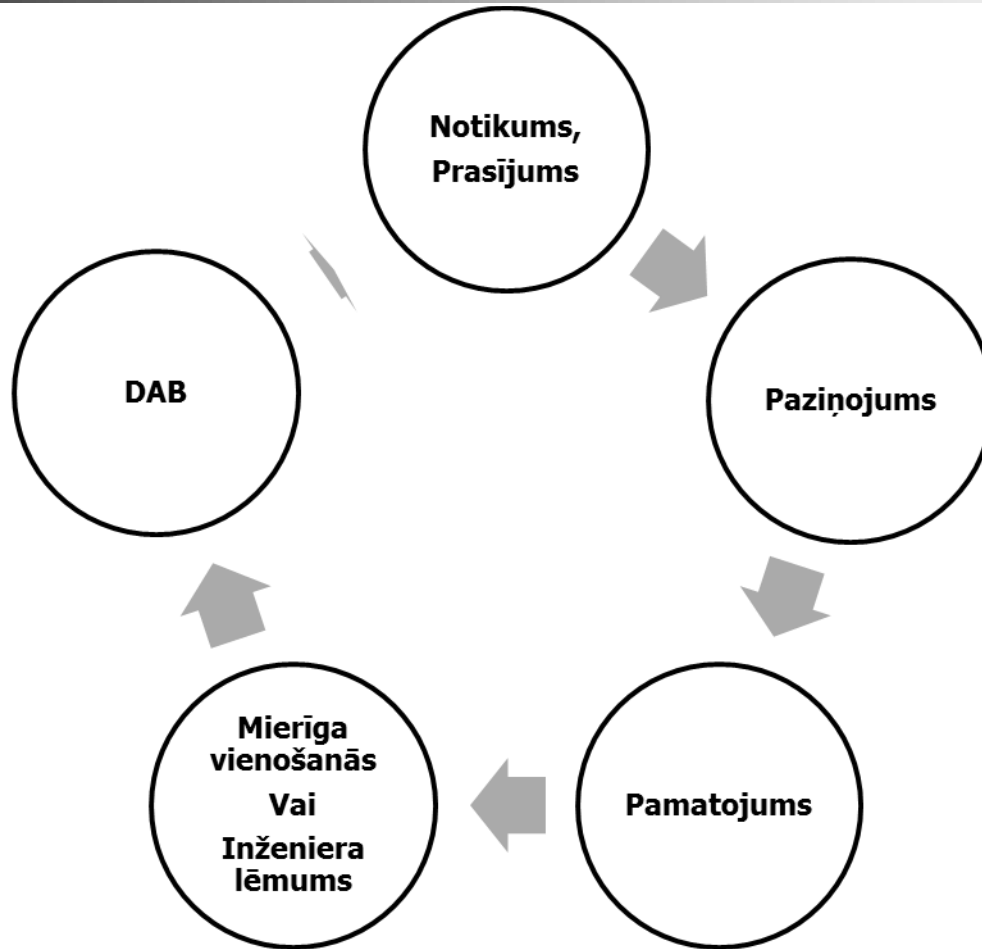 Notikums,
Prasījums
Paziņojums
Pamatojums
Mierīga
vienošanās
Vai
Inženiera
lēmums
DAB